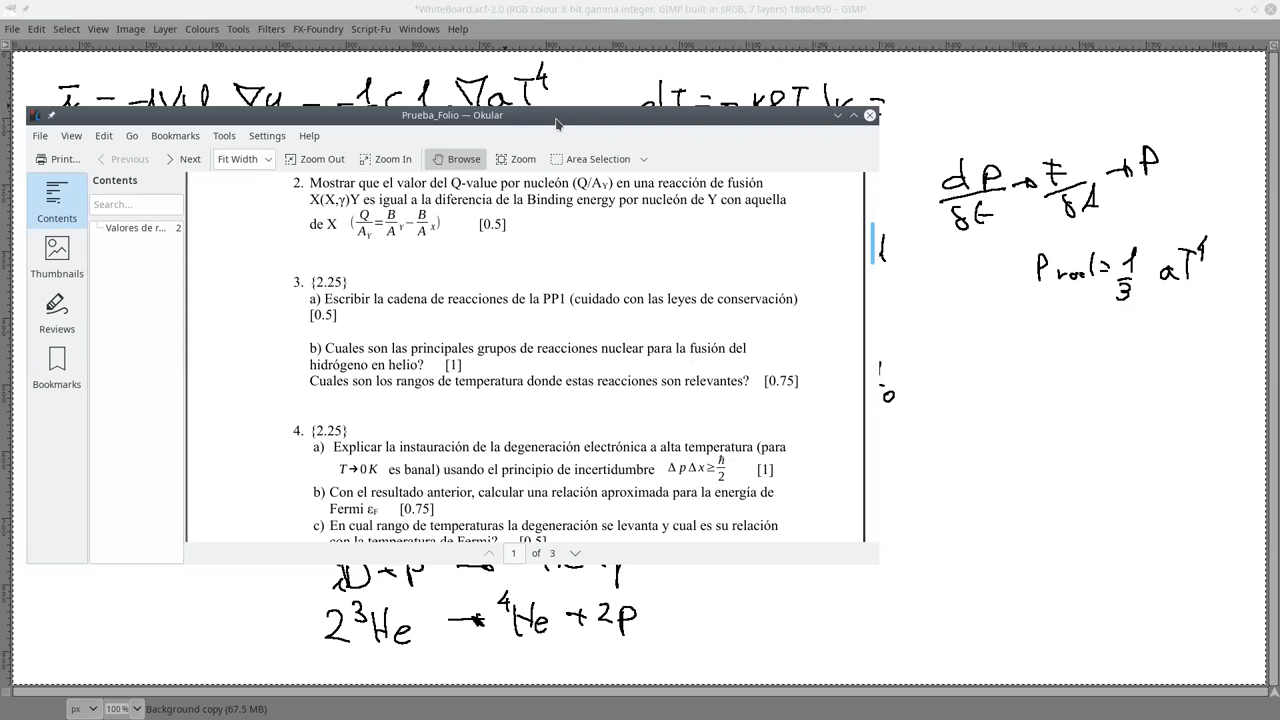 *WhiteBoard.xcf-2.0 (RGB colour 8-bit gamma integer, GIMP built-in sRGB, 7 layers) 1880x950 – GIMP
File Edit Select View Image Layer Colours Tools Filters FX-Foundry Script-Fu Windows Help
Prueba_Folio — Okular
File View Edit Go Bookmarks Tools Settings Help
Print... Previous Next Fit Width Zoom Out Zoom In Browse Zoom Area Selection
Contents
Thumbnails
Reviews
Bookmarks
Contents
Search...
Valores de r... 2
2. Mostrar que el valor del Q-value por nucleón (Q/A_Y) en una reacción de fusión
X(X,γ)Y es igual a la diferencia de la Binding energy por nucleón de Y con aquella
de X (Q/A_Y = B/A Y − B/A X) [0.5]
3. {2.25}
a) Escribir la cadena de reacciones de la PP1 (cuidado con las leyes de conservación)
[0.5]
b) Cuales son las principales grupos de reacciones nuclear para la fusión del
hidrógeno en helio? [1]
Cuales son los rangos de temperatura donde estas reacciones son relevantes? [0.75]
4. {2.25}
a) Explicar la instauración de la degeneración electrónica a alta temperatura (para
T→0 K es banal) usando el principio de incertidumbre Δ p Δ x ≥ ℏ/2 [1]
b) Con el resultado anterior, calcular una relación aproximada para la energía de
Fermi ε_F [0.75]
c) En cual rango de temperaturas la degeneración se levanta y cual es su relación
con la temperatura de Fermi? [0.5]
1 of 3
∇aT⁴
→ P
aT⁴
2 ³He → ⁴He + 2P
px 100% Background copy (67.5 MB)